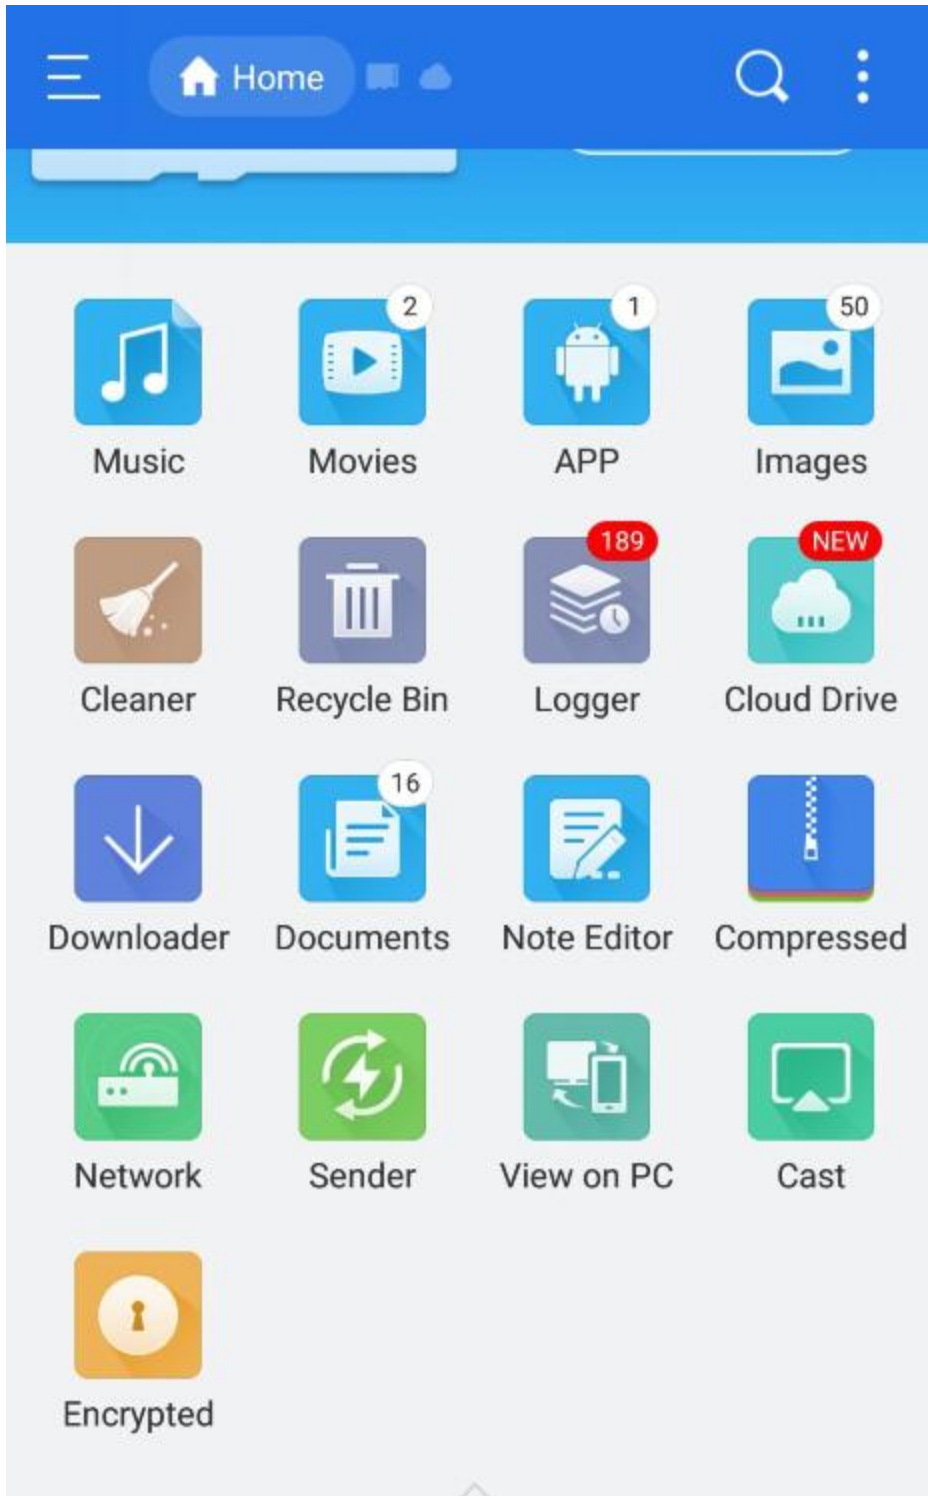 Home
2
1
50
Music
Movies
APP
Images
189
NEW
Cleaner
Recycle Bin
Logger
Cloud Drive
16
Downloader
Documents
Note Editor
Compressed
Network
Sender
View on PC
Cast
Encrypted